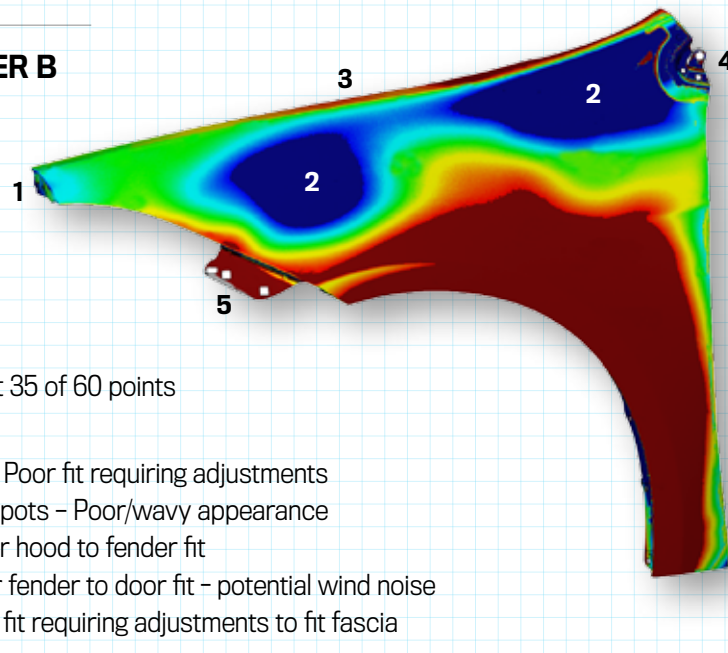 ER B
3
4
2
2
1
5
t 35 of 60 points
Poor fit requiring adjustments
pots – Poor/wavy appearance
r hood to fender fit
r fender to door fit – potential wind noise
fit requiring adjustments to fit fascia